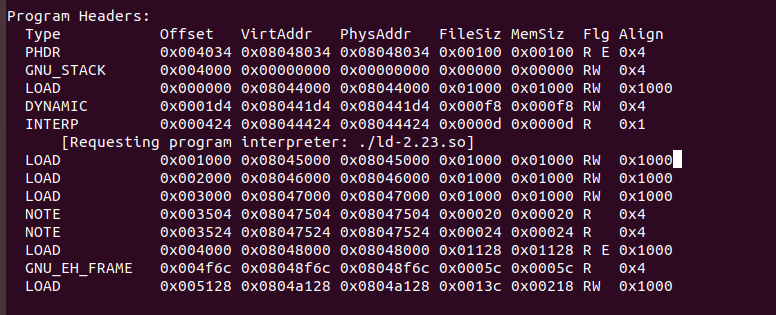 Program Headers:
Type Offset VirtAddr PhysAddr FileSiz MemSiz Flg Align
PHDR 0x004034 0x08048034 0x08048034 0x00100 0x00100 R E 0x4
GNU_STACK 0x004000 0x00000000 0x00000000 0x00000 0x00000 RW 0x4
LOAD 0x000000 0x08044000 0x08044000 0x01000 0x01000 RW 0x1000
DYNAMIC 0x0001d4 0x080441d4 0x080441d4 0x000f8 0x000f8 RW 0x4
INTERP 0x000424 0x08044424 0x08044424 0x0000d 0x0000d R 0x1
[Requesting program interpreter: ./ld-2.23.so]
LOAD 0x001000 0x08045000 0x08045000 0x01000 0x01000 RW 0x1000
LOAD 0x002000 0x08046000 0x08046000 0x01000 0x01000 RW 0x1000
LOAD 0x003000 0x08047000 0x08047000 0x01000 0x01000 RW 0x1000
NOTE 0x003504 0x08047504 0x08047504 0x00020 0x00020 R 0x4
NOTE 0x003524 0x08047524 0x08047524 0x00024 0x00024 R 0x4
LOAD 0x004000 0x08048000 0x08048000 0x01128 0x01128 R E 0x1000
GNU_EH_FRAME 0x004f6c 0x08048f6c 0x08048f6c 0x0005c 0x0005c R 0x4
LOAD 0x005128 0x0804a128 0x0804a128 0x0013c 0x00218 RW 0x1000